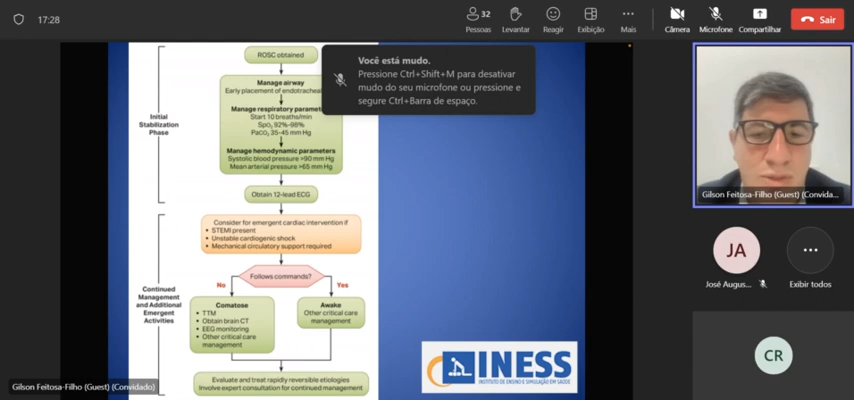 17:28
32
Pessoas
Levantar
Reagir
Exibição
Mais
Câmera
Microfone
Compartilhar
Sair
ROSC obtained
Manage airway
Early placement of
Manage respiratory
Start 10 breaths/min
SpO₂ 92%–98%
PaCO₂ 35–45 mm Hg
Manage hemodynamic parameters
Systolic blood pressure >90 mm Hg
Mean arterial pressure >65 mm Hg
Initial
Stabilization
Phase
Obtain 12-lead ECG
Você está mudo.
Pressione Ctrl+Shift+M para desativar
mudo do seu microfone ou pressione e
segure Ctrl+Barra de espaço.
Consider for emergent cardiac intervention if
• STEMI present
• Unstable cardiogenic shock
• Mechanical circulatory support required
Follows commands?
No
Yes
Continued
Management
and Additional
Emergent
Activities
Comatose
• TTM
• Obtain brain CT
• EEG monitoring
• Other critical care
management
Awake
Other critical care
management
Evaluate and treat rapidly reversible etiologies
Involve expert consultation for continued management
INESS
INSTITUTO DE ENSINO E SIMULAÇÃO EM SAÚDE
Gilson Feitosa-Filho (Guest) (Convidado)
Gilson Feitosa-Filho (Guest) (Convida...
JA
José Augus...
...
Exibir todos
CR